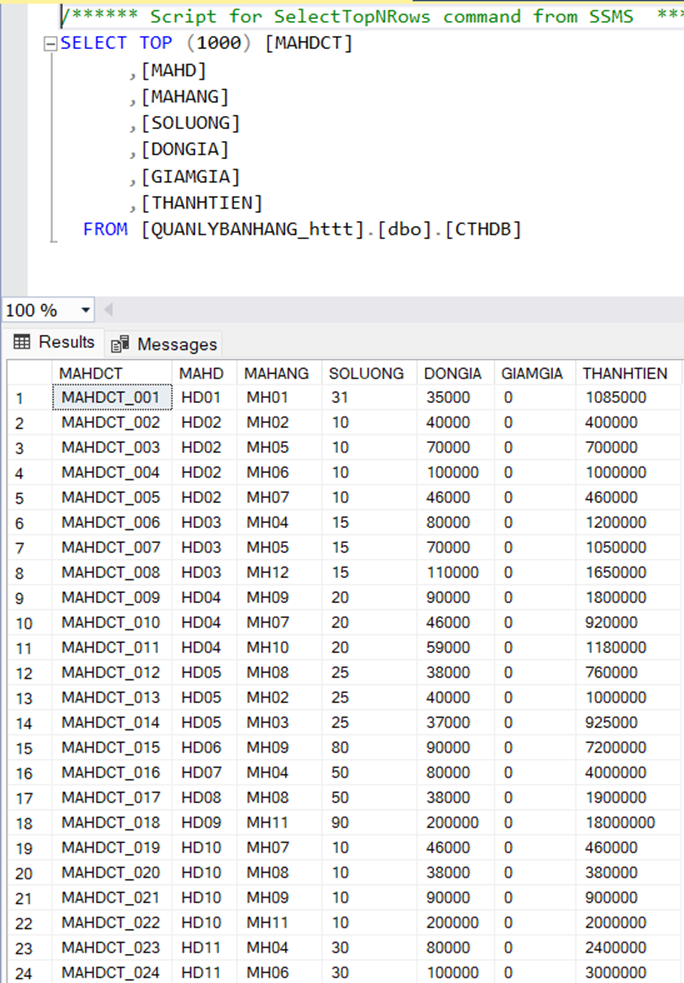 /****** Script for SelectTopNRows command from SSMS ***
SELECT TOP (1000) [MAHDCT]
,[MAHD]
,[MAHANG]
,[SOLUONG]
,[DONGIA]
,[GIAMGIA]
,[THANHTIEN]
FROM [QUANLYBANHANG_httt].[dbo].[CTHDB]
100 %
Results Messages
MAHDCT MAHD MAHANG SOLUONG DONGIA GIAMGIA THANHTIEN
1 MAHDCT_001 HD01 MH01 31 35000 0 1085000
2 MAHDCT_002 HD02 MH02 10 40000 0 400000
3 MAHDCT_003 HD02 MH05 10 70000 0 700000
4 MAHDCT_004 HD02 MH06 10 100000 0 1000000
5 MAHDCT_005 HD02 MH07 10 46000 0 460000
6 MAHDCT_006 HD03 MH04 15 80000 0 1200000
7 MAHDCT_007 HD03 MH05 15 70000 0 1050000
8 MAHDCT_008 HD03 MH12 15 110000 0 1650000
9 MAHDCT_009 HD04 MH09 20 90000 0 1800000
10 MAHDCT_010 HD04 MH07 20 46000 0 920000
11 MAHDCT_011 HD04 MH10 20 59000 0 1180000
12 MAHDCT_012 HD05 MH08 25 38000 0 760000
13 MAHDCT_013 HD05 MH02 25 40000 0 1000000
14 MAHDCT_014 HD05 MH03 25 37000 0 925000
15 MAHDCT_015 HD06 MH09 80 90000 0 7200000
16 MAHDCT_016 HD07 MH04 50 80000 0 4000000
17 MAHDCT_017 HD08 MH08 50 38000 0 1900000
18 MAHDCT_018 HD09 MH11 90 200000 0 18000000
19 MAHDCT_019 HD10 MH07 10 46000 0 460000
20 MAHDCT_020 HD10 MH08 10 38000 0 380000
21 MAHDCT_021 HD10 MH09 10 90000 0 900000
22 MAHDCT_022 HD10 MH11 10 200000 0 2000000
23 MAHDCT_023 HD11 MH04 30 80000 0 2400000
24 MAHDCT_024 HD11 MH06 30 100000 0 3000000